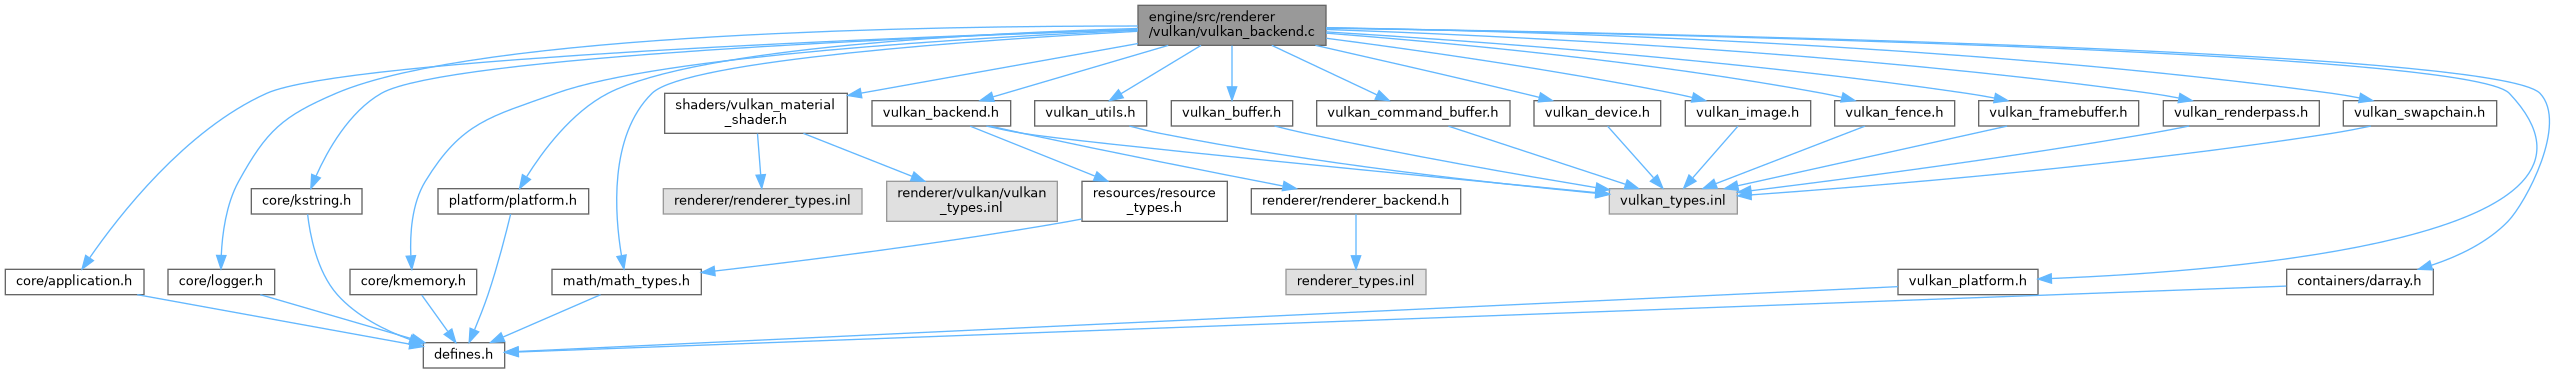 engine/src/renderer
/vulkan/vulkan_backend.c
shaders/vulkan_material
_shader.h
vulkan_backend.h
vulkan_utils.h
vulkan_buffer.h
vulkan_command_buffer.h
vulkan_device.h
vulkan_image.h
vulkan_fence.h
vulkan_framebuffer.h
vulkan_renderpass.h
vulkan_swapchain.h
core/kstring.h
platform/platform.h
renderer/renderer_types.inl
renderer/vulkan/vulkan
_types.inl
resources/resource
_types.h
renderer/renderer_backend.h
vulkan_types.inl
core/application.h
core/logger.h
core/kmemory.h
math/math_types.h
renderer_types.inl
vulkan_platform.h
containers/darray.h
defines.h